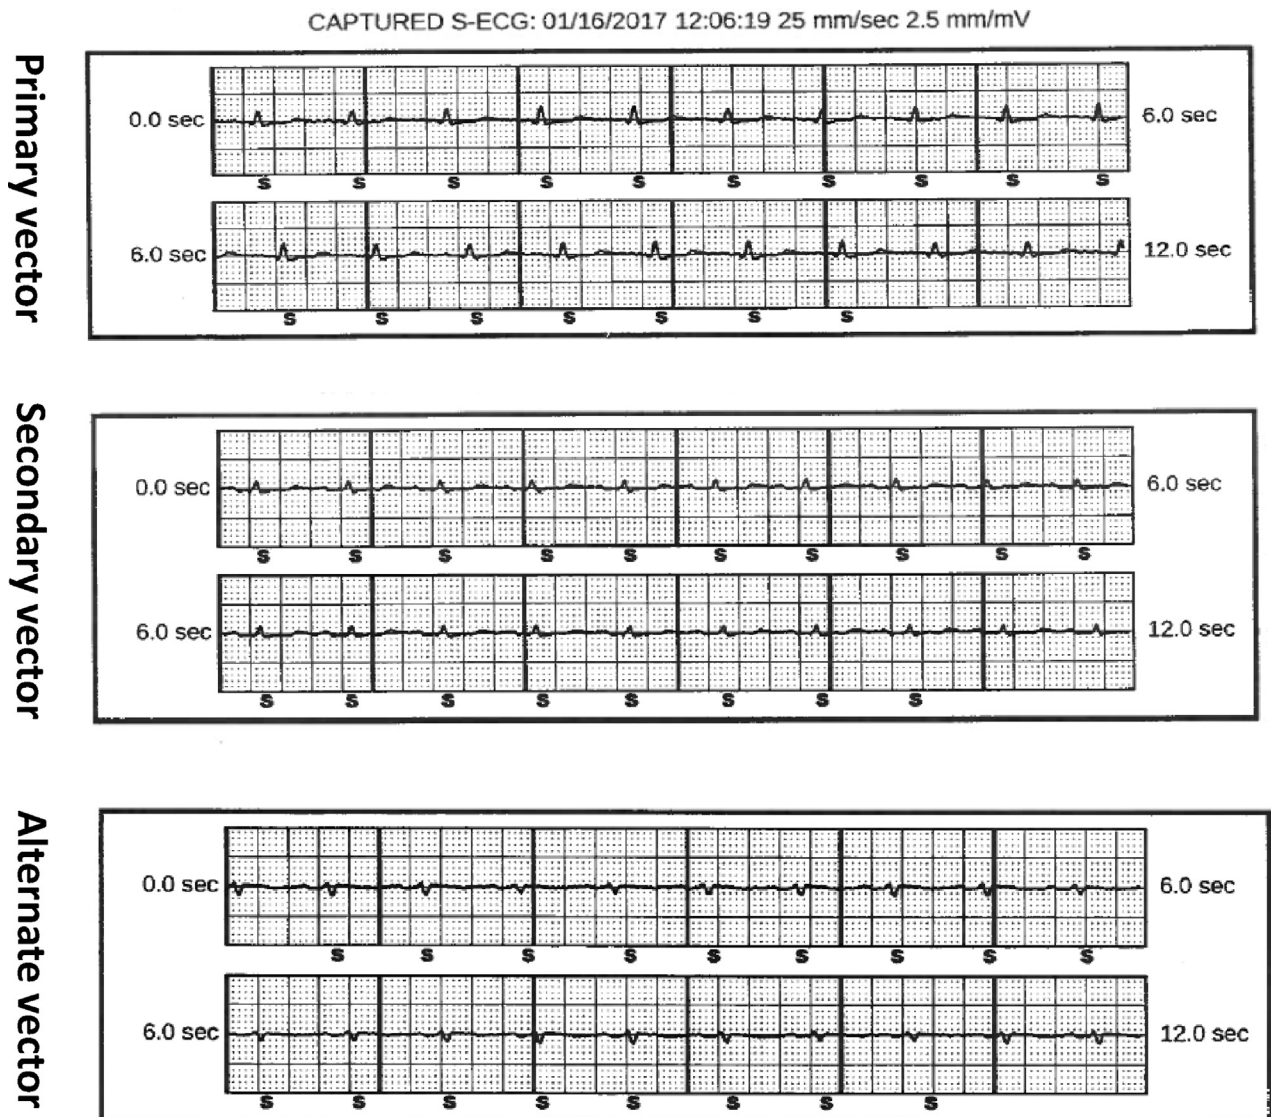 CAPTURED S-ECG: 01/16/2017 12:06:19 25 mm/sec 2.5 mm/mV
Primary vector
0.0 sec 6.0 sec
S S S S S S S S S S
6.0 sec 12.0 sec
S S S S S S S
Secondary vector
0.0 sec 6.0 sec
S S S S S S S S S S
6.0 sec 12.0 sec
S S S S S S S S
Alternate vector
0.0 sec 6.0 sec
S S S S S S S S S
6.0 sec 12.0 sec
S S S S S S S S